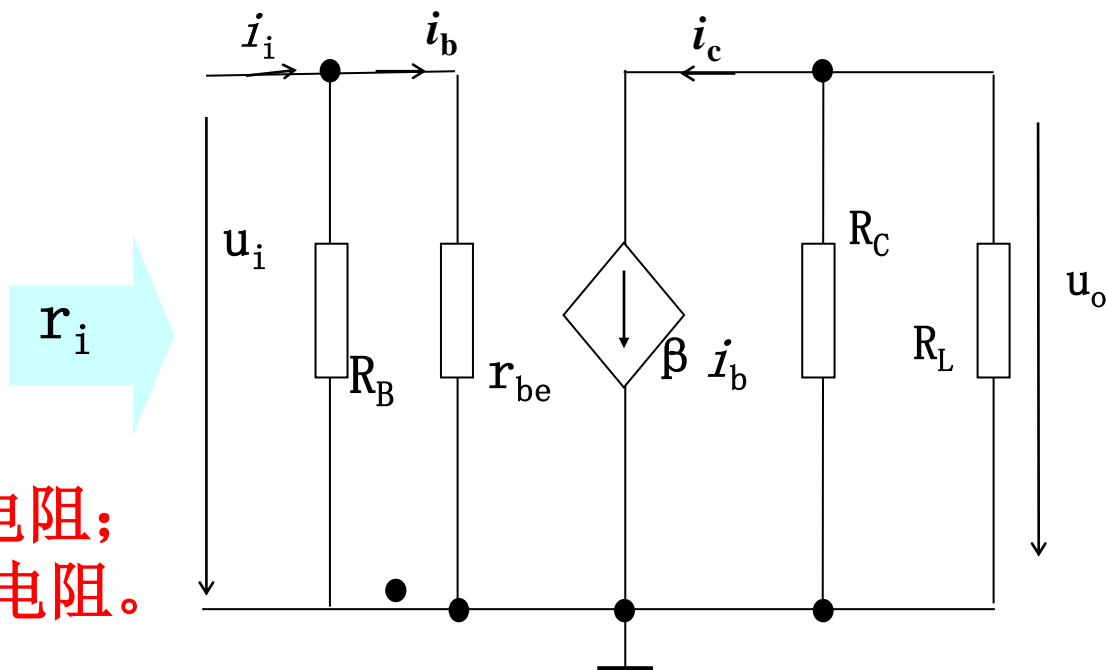 i_i
i_b
i_c
u_i
R_C
u_o
r_i
R_B
r_be
β i_b
R_L
电阻;
电阻。